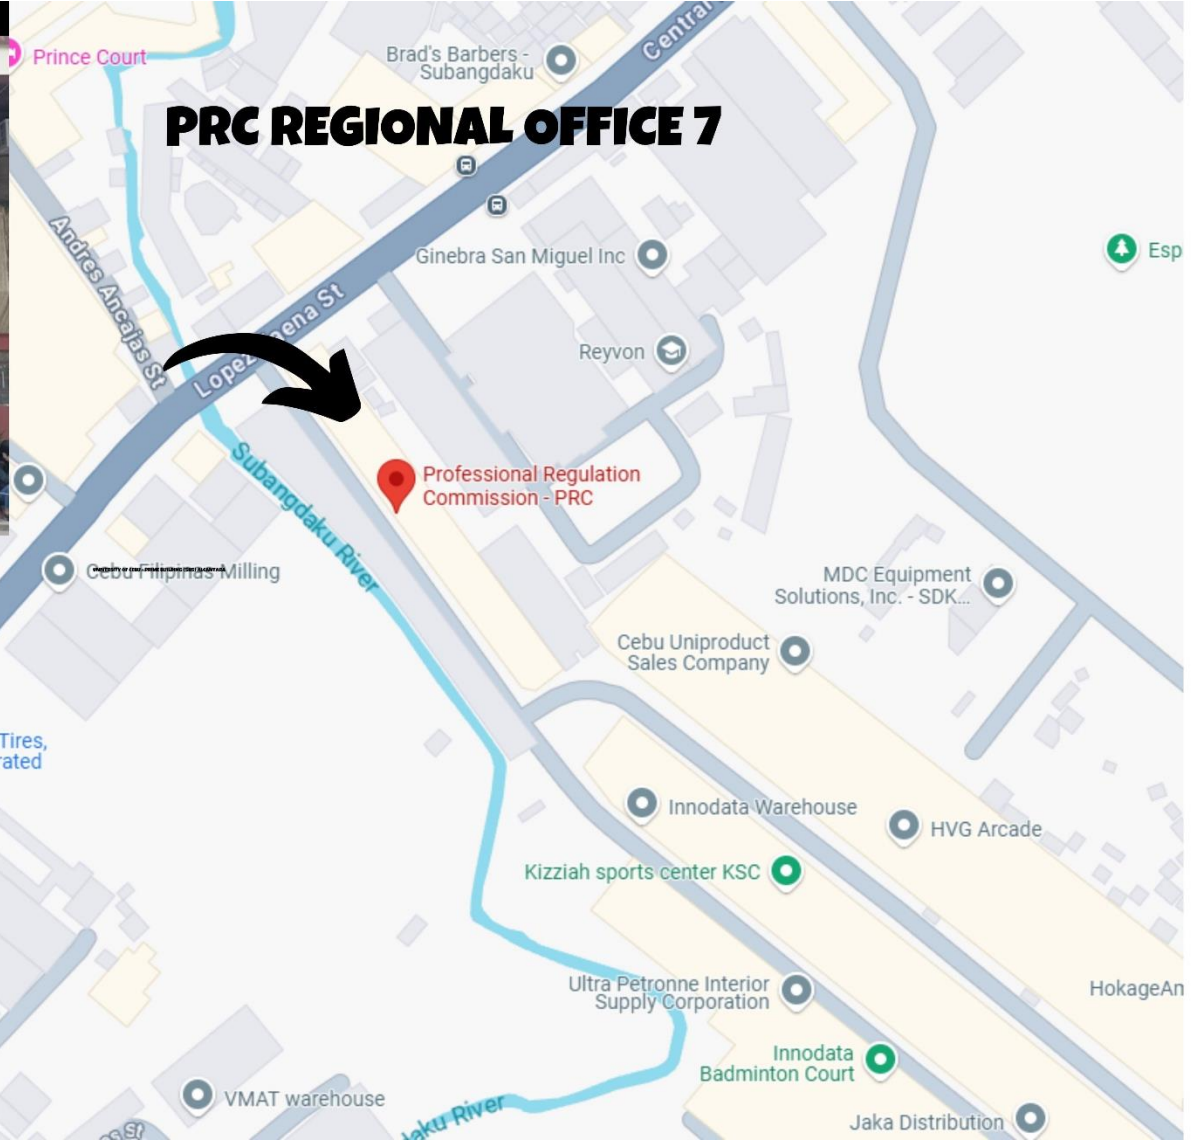 Prince Court
Brad's Barbers -
Subangdaku
Central
PRC REGIONAL OFFICE 7
Andres Ancajas St
Ginebra San Miguel Inc
Esp
Lopez Jaena St
Reyvon
Subangdaku River
Professional Regulation
Commission - PRC
Cebu Filipinas Milling
MDC Equipment
Solutions, Inc. - SDK...
Cebu Uniproduct
Sales Company
Tires,
rated
Innodata Warehouse
HVG Arcade
Kizziah sports center KSC
Ultra Petronne Interior
Supply Corporation
HokageAn
Innodata
Badminton Court
VMAT warehouse
daku River
Jaka Distribution